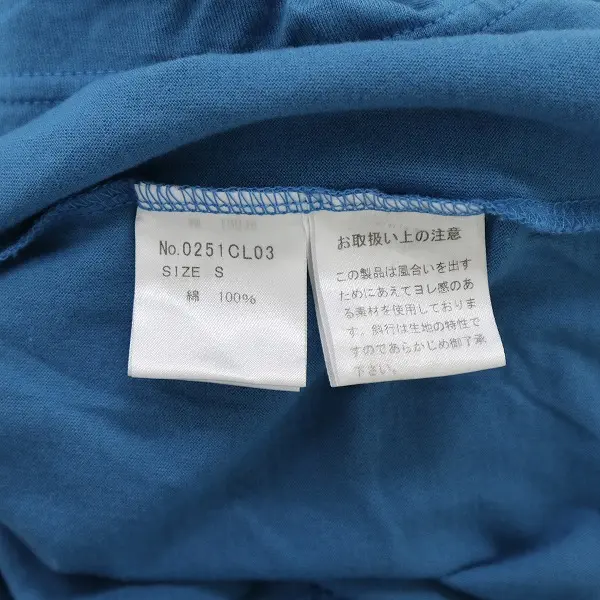 No.0251CL03
SIZE S
綿 100%
お取扱い上の注意
この製品は風合いを出す
ためにあえてヨレ感のあ
る素材を使用しておりま
す。斜行は生地の特性で
すのであらかじめ御了承
下さい。